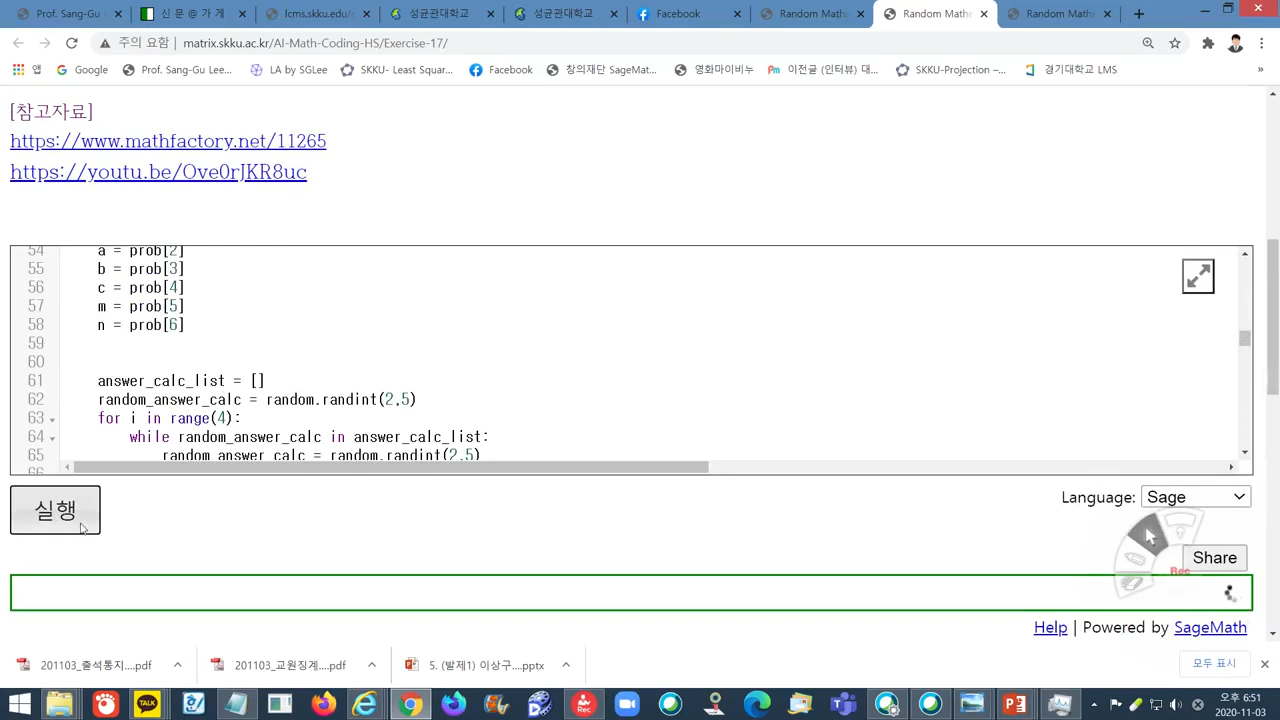 Prof. Sang-Gu
신 문 @ 가 게
lcms.skku.edu/
성균관대학교
성균관대학교
Facebook
Random Math
Random Mathe
Random Math
주의 요함 | matrix.skku.ac.kr/AI-Math-Coding-HS/Exercise-17/
앱 Google Prof. Sang-Gu Lee... LA by SGLee SKKU- Least Squar... Facebook 창의재단 SageMat... 영화마이비누 Pm 이전글 (인터뷰) 대... SKKU-Projection –... 경기대학교 LMS »
[참고자료]
https://www.mathfactory.net/11265
https://youtu.be/Ove0rJKR8uc
54 a = prob[2]
55 b = prob[3]
56 c = prob[4]
57 m = prob[5]
58 n = prob[6]
59
60
61 answer_calc_list = []
62 random_answer_calc = random.randint(2,5)
63 for i in range(4):
64 while random_answer_calc in answer_calc_list:
65 random_answer_calc = random.randint(2,5)
66
실행
Language: Sage
Share
Rec
Help | Powered by SageMath
201103_출석통지....pdf 201103_교원징계....pdf 5. (발제1) 이상구....pptx 모두 표시
TALK
Rec
오후 6:51
2020-11-03